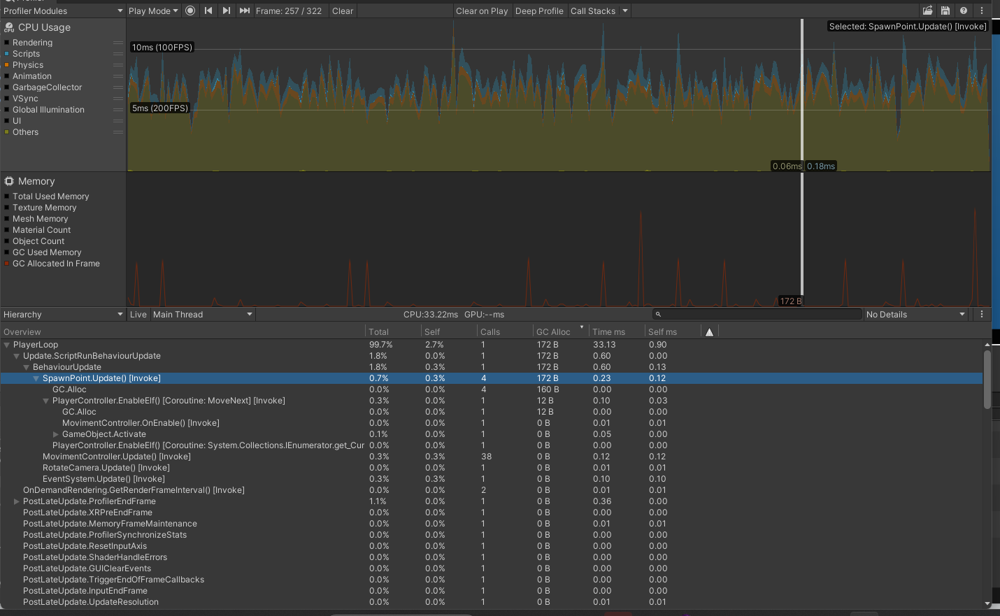 Profiler Modules Play Mode Frame: 257 / 322 Clear Clear on Play Deep Profile Call Stacks
CPU Usage
Rendering
Scripts
Physics
Animation
GarbageCollector
VSync
Global Illumination
UI
Others
Selected: SpawnPoint.Update() [Invoke]
10ms (100FPS)
5ms (200FPS)
0.06ms 0.18ms
Memory
Total Used Memory
Texture Memory
Mesh Memory
Material Count
Object Count
GC Used Memory
GC Allocated In Frame
172 B
Hierarchy Live Main Thread CPU:33.22ms GPU:--ms No Details
Overview Total Self Calls GC Alloc Time ms Self ms
PlayerLoop 99.7% 2.7% 1 172 B 33.13 0.90
Update.ScriptRunBehaviourUpdate 1.8% 0.0% 1 172 B 0.60 0.00
BehaviourUpdate 1.8% 0.3% 1 172 B 0.60 0.13
SpawnPoint.Update() [Invoke] 0.7% 0.3% 4 172 B 0.23 0.12
GC.Alloc 0.0% 0.0% 4 160 B 0.00 0.00
PlayerController.EnableElf() [Coroutine: MoveNext] [Invoke] 0.3% 0.0% 1 12 B 0.10 0.03
GC.Alloc 0.0% 0.0% 1 12 B 0.00 0.00
MovimentController.OnEnable() [Invoke] 0.0% 0.0% 1 0 B 0.01 0.01
GameObject.Activate 0.1% 0.0% 1 0 B 0.05 0.00
PlayerController.EnableElf() [Coroutine: System.Collections.IEnumerator.get_Cur 0.0% 0.0% 1 0 B 0.00 0.00
MovimentController.Update() [Invoke] 0.3% 0.3% 38 0 B 0.12 0.12
RotateCamera.Update() [Invoke] 0.0% 0.0% 1 0 B 0.01 0.01
EventSystem.Update() [Invoke] 0.3% 0.3% 1 0 B 0.10 0.10
OnDemandRendering.GetRenderFrameInterval() [Invoke] 0.0% 0.0% 2 0 B 0.01 0.01
PostLateUpdate.ProfilerEndFrame 1.1% 0.0% 1 0 B 0.36 0.00
PostLateUpdate.XRPreEndFrame 0.0% 0.0% 1 0 B 0.00 0.00
PostLateUpdate.MemoryFrameMaintenance 0.0% 0.0% 1 0 B 0.01 0.01
PostLateUpdate.ProfilerSynchronizeStats 0.0% 0.0% 1 0 B 0.00 0.00
PostLateUpdate.ResetInputAxis 0.0% 0.0% 1 0 B 0.00 0.00
PostLateUpdate.ShaderHandleErrors 0.0% 0.0% 1 0 B 0.00 0.00
PostLateUpdate.GUIClearEvents 0.0% 0.0% 1 0 B 0.00 0.00
PostLateUpdate.TriggerEndOfFrameCallbacks 0.0% 0.0% 1 0 B 0.00 0.00
PostLateUpdate.InputEndFrame 0.0% 0.0% 1 0 B 0.00 0.00
PostLateUpdate.UpdateResolution 0.0% 0.0% 1 0 B 0.01 0.01